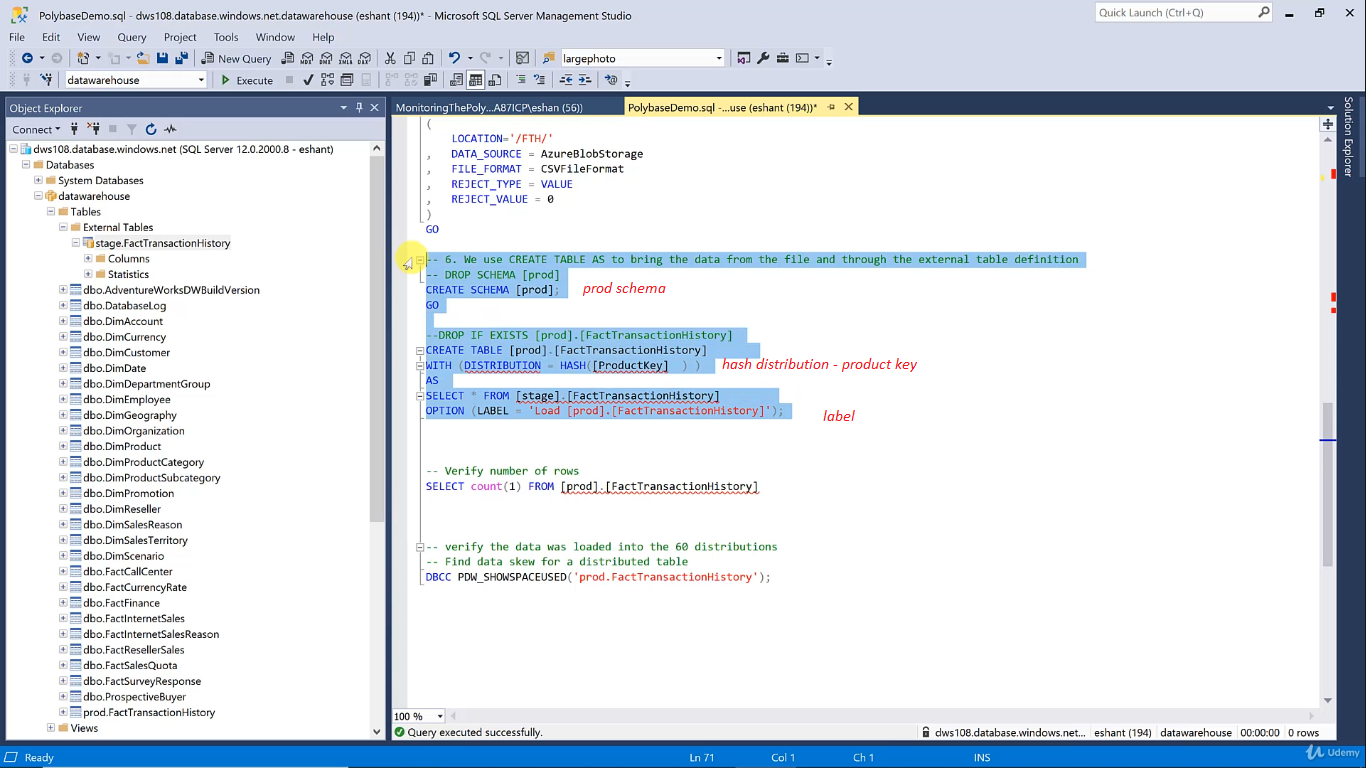 PolybaseDemo.sql - dws108.database.windows.net.datawarehouse (eshant (194))* - Microsoft SQL Server Management Studio
Quick Launch (Ctrl+Q)
File Edit View Query Project Tools Window Help
New Query
largephoto
datawarehouse
Execute
Object Explorer
MonitoringThePoly...A87ICP\eshan (56))
PolybaseDemo.sql -...use (eshant (194))*
Solution Explorer
Connect
dws108.database.windows.net (SQL Server 12.0.2000.8 - eshant)
Databases
System Databases
datawarehouse
Tables
External Tables
stage.FactTransactionHistory
Columns
Statistics
dbo.AdventureWorksDWBuildVersion
dbo.DatabaseLog
dbo.DimAccount
dbo.DimCurrency
dbo.DimCustomer
dbo.DimDate
dbo.DimDepartmentGroup
dbo.DimEmployee
dbo.DimGeography
dbo.DimOrganization
dbo.DimProduct
dbo.DimProductCategory
dbo.DimProductSubcategory
dbo.DimPromotion
dbo.DimReseller
dbo.DimSalesReason
dbo.DimSalesTerritory
dbo.DimScenario
dbo.FactCallCenter
dbo.FactCurrencyRate
dbo.FactFinance
dbo.FactInternetSales
dbo.FactInternetSalesReason
dbo.FactResellerSales
dbo.FactSalesQuota
dbo.FactSurveyResponse
dbo.ProspectiveBuyer
prod.FactTransactionHistory
Views
(
LOCATION='/FTH/'
, DATA_SOURCE = AzureBlobStorage
, FILE_FORMAT = CSVFileFormat
, REJECT_TYPE = VALUE
, REJECT_VALUE = 0
)
GO
-- 6. We use CREATE TABLE AS to bring the data from the file and through the external table definition
-- DROP SCHEMA [prod]
CREATE SCHEMA [prod]; prod schema
GO
--DROP IF EXISTS [prod].[FactTransactionHistory]
CREATE TABLE [prod].[FactTransactionHistory]
WITH (DISTRIBUTION = HASH([ProductKey] ) ) hash distribution - product key
AS
SELECT * FROM [stage].[FactTransactionHistory]
OPTION (LABEL = 'Load [prod].[FactTransactionHistory]'); label
-- Verify number of rows
SELECT count(1) FROM [prod].[FactTransactionHistory]
-- verify the data was loaded into the 60 distributions
-- Find data skew for a distributed table
DBCC PDW_SHOWSPACEUSED('prod.FactTransactionHistory');
100 %
Query executed successfully. dws108.database.windows.net... eshant (194) datawarehouse 00:00:00 0 rows
Ready Ln 71 Col 1 Ch 1 INS
Udemy